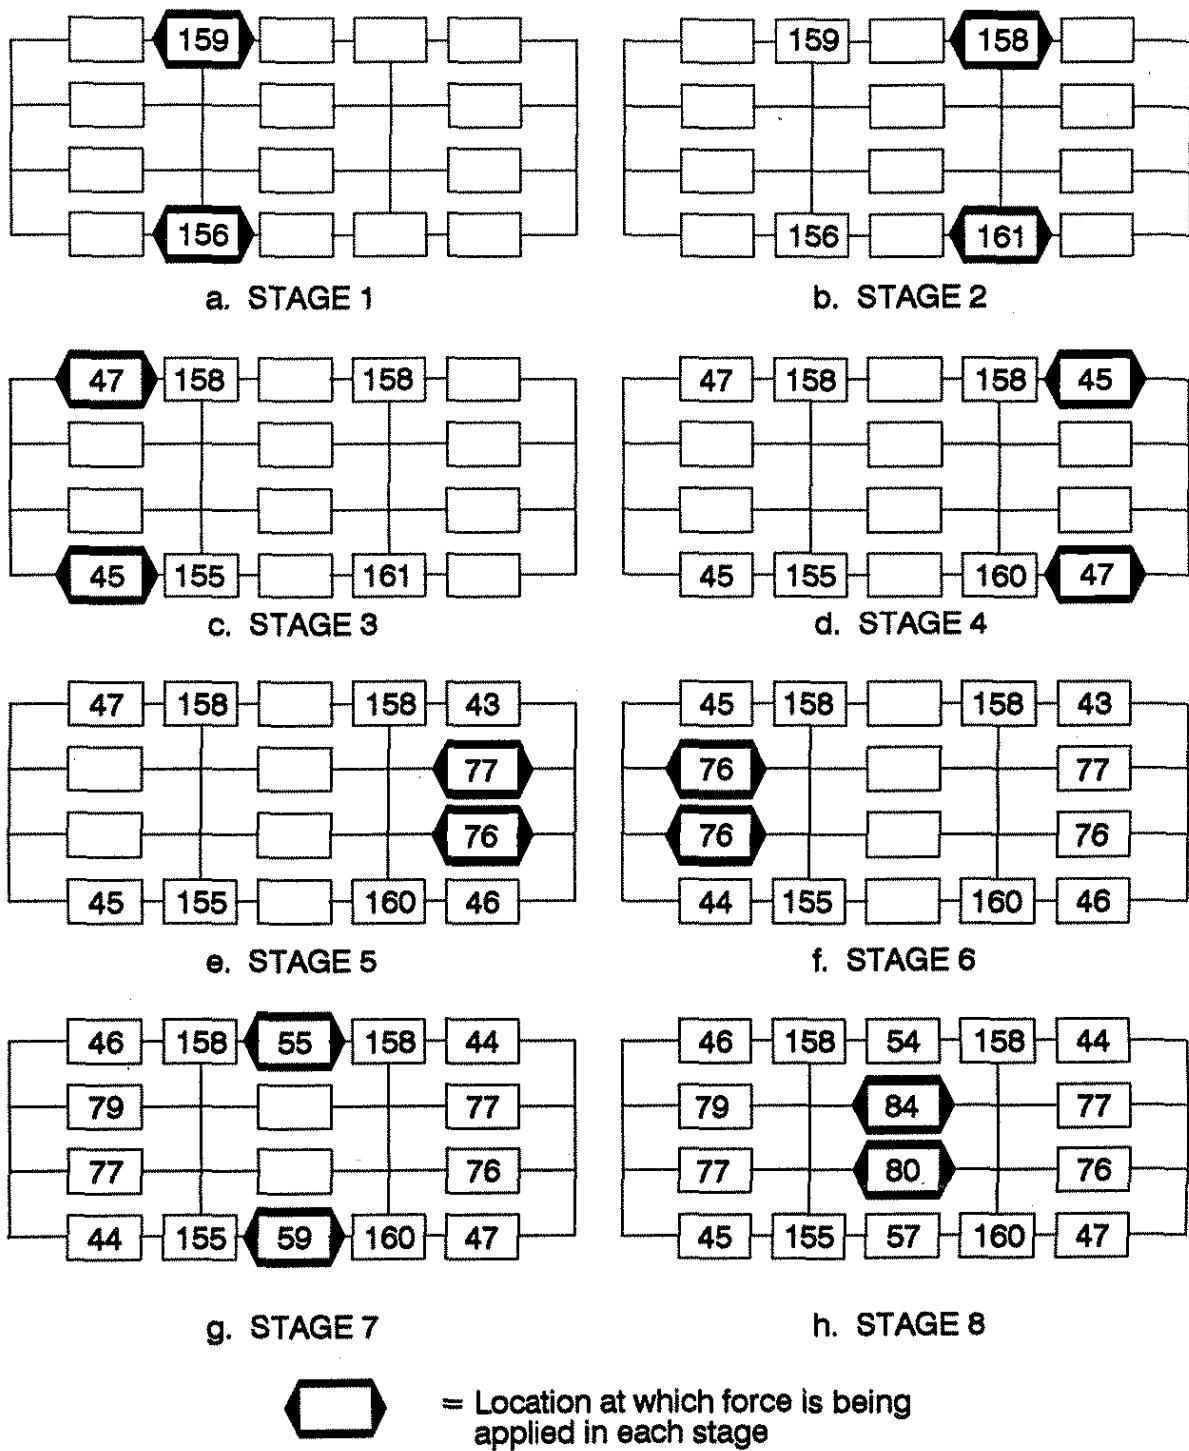 159
156
a. STAGE 1
159 158
156 161
b. STAGE 2
47 158 158
45 155 161
c. STAGE 3
47 158 158 45
45 155 160 47
d. STAGE 4
47 158 158 43
77
76
45 155 160 46
e. STAGE 5
45 158 158 43
76 77
76 76
44 155 160 46
f. STAGE 6
46 158 55 158 44
79 77
77 76
44 155 59 160 47
g. STAGE 7
46 158 54 158 44
79 84 77
77 80 76
45 155 57 160 47
h. STAGE 8
= Location at which force is being
applied in each stage